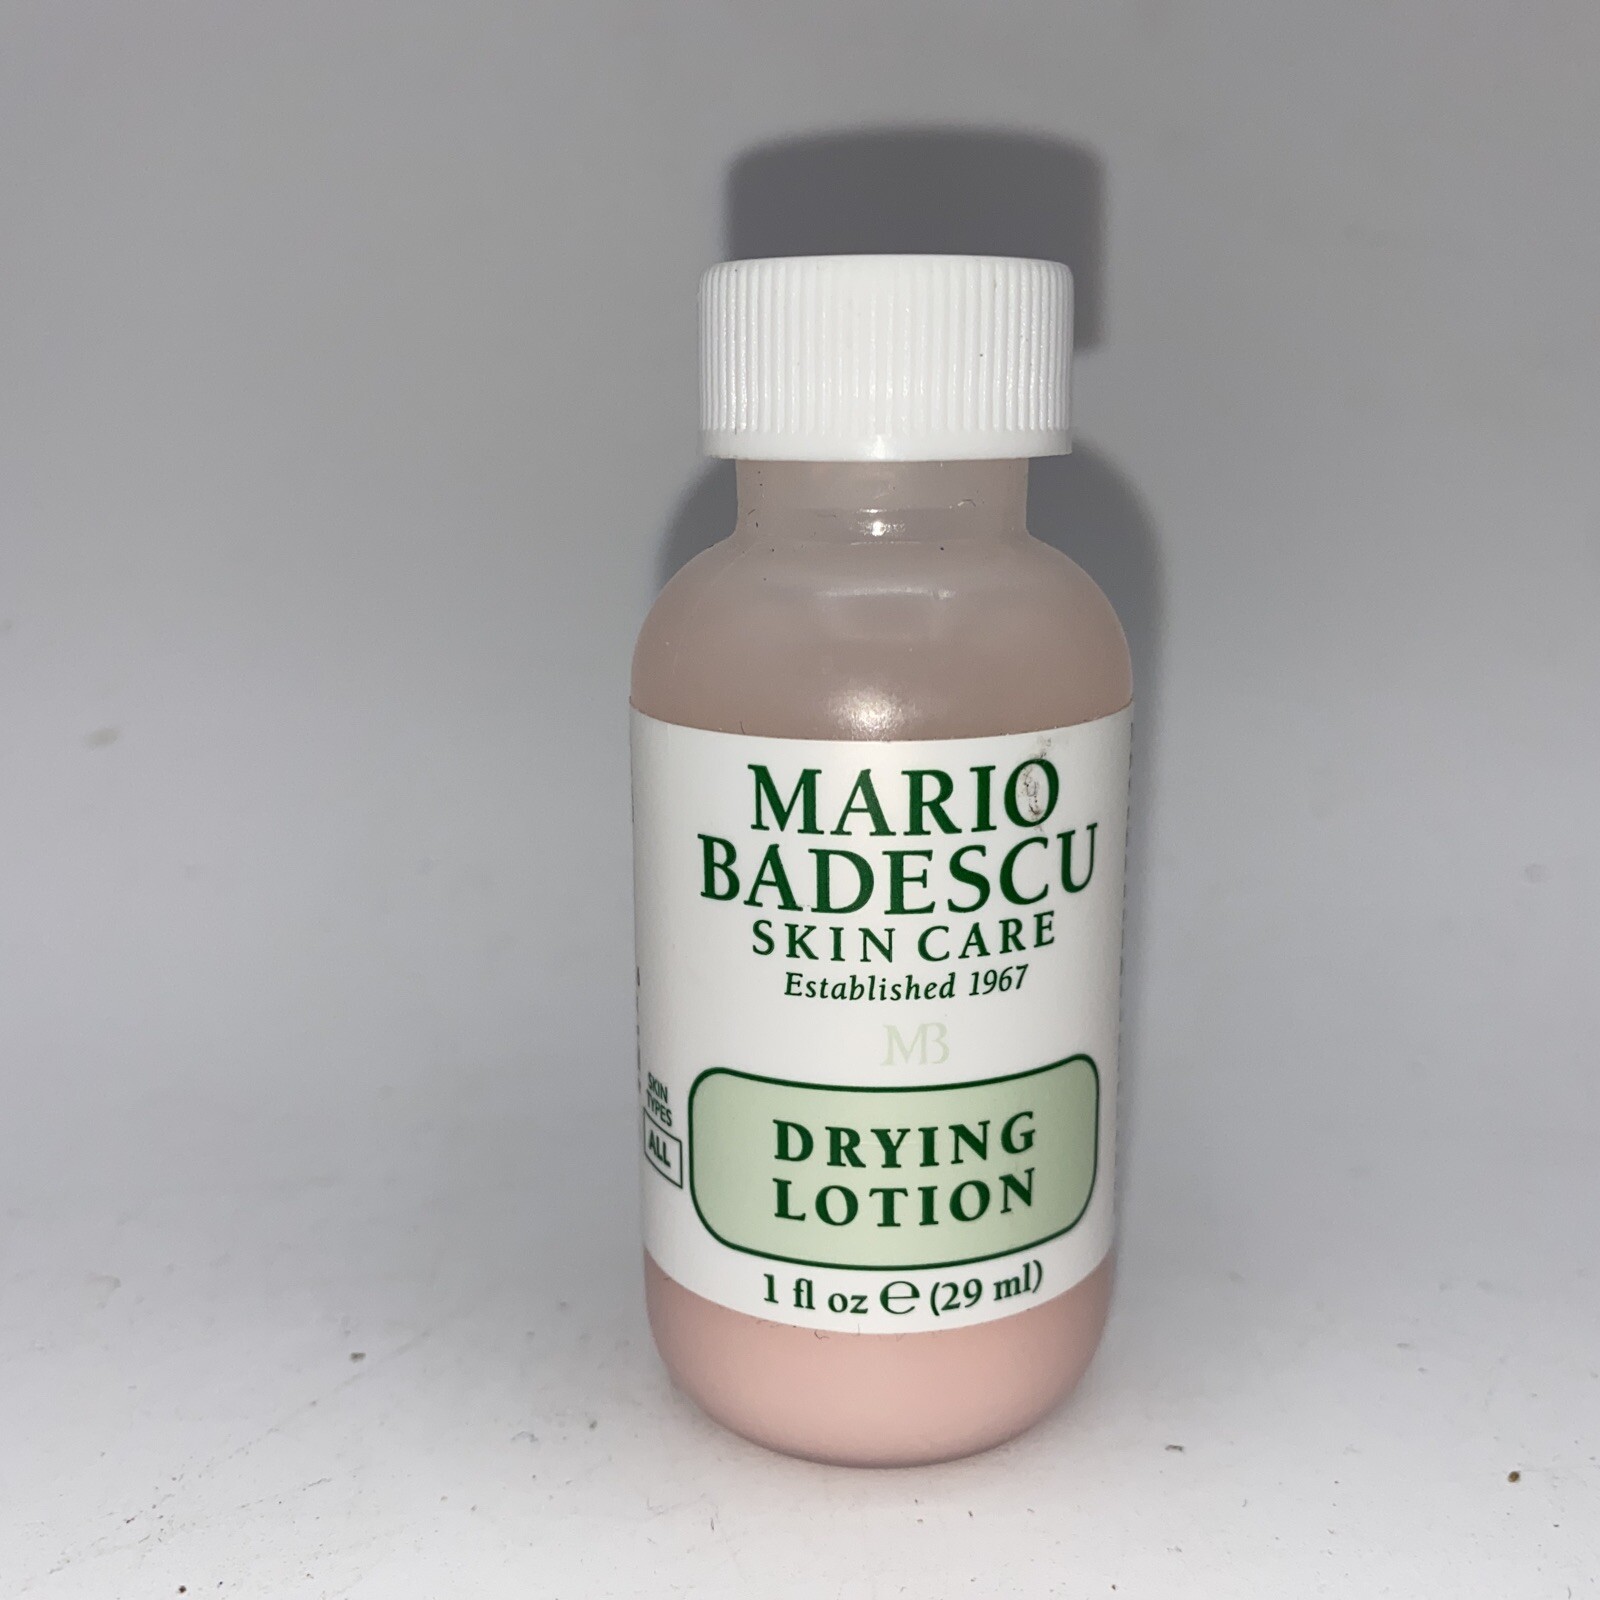 MARIO
BADESCU
SKIN CARE
Established 1967
MB
SKIN
TYPES
ALL
DRYING
LOTION
1 fl oz ℮ (29 ml)